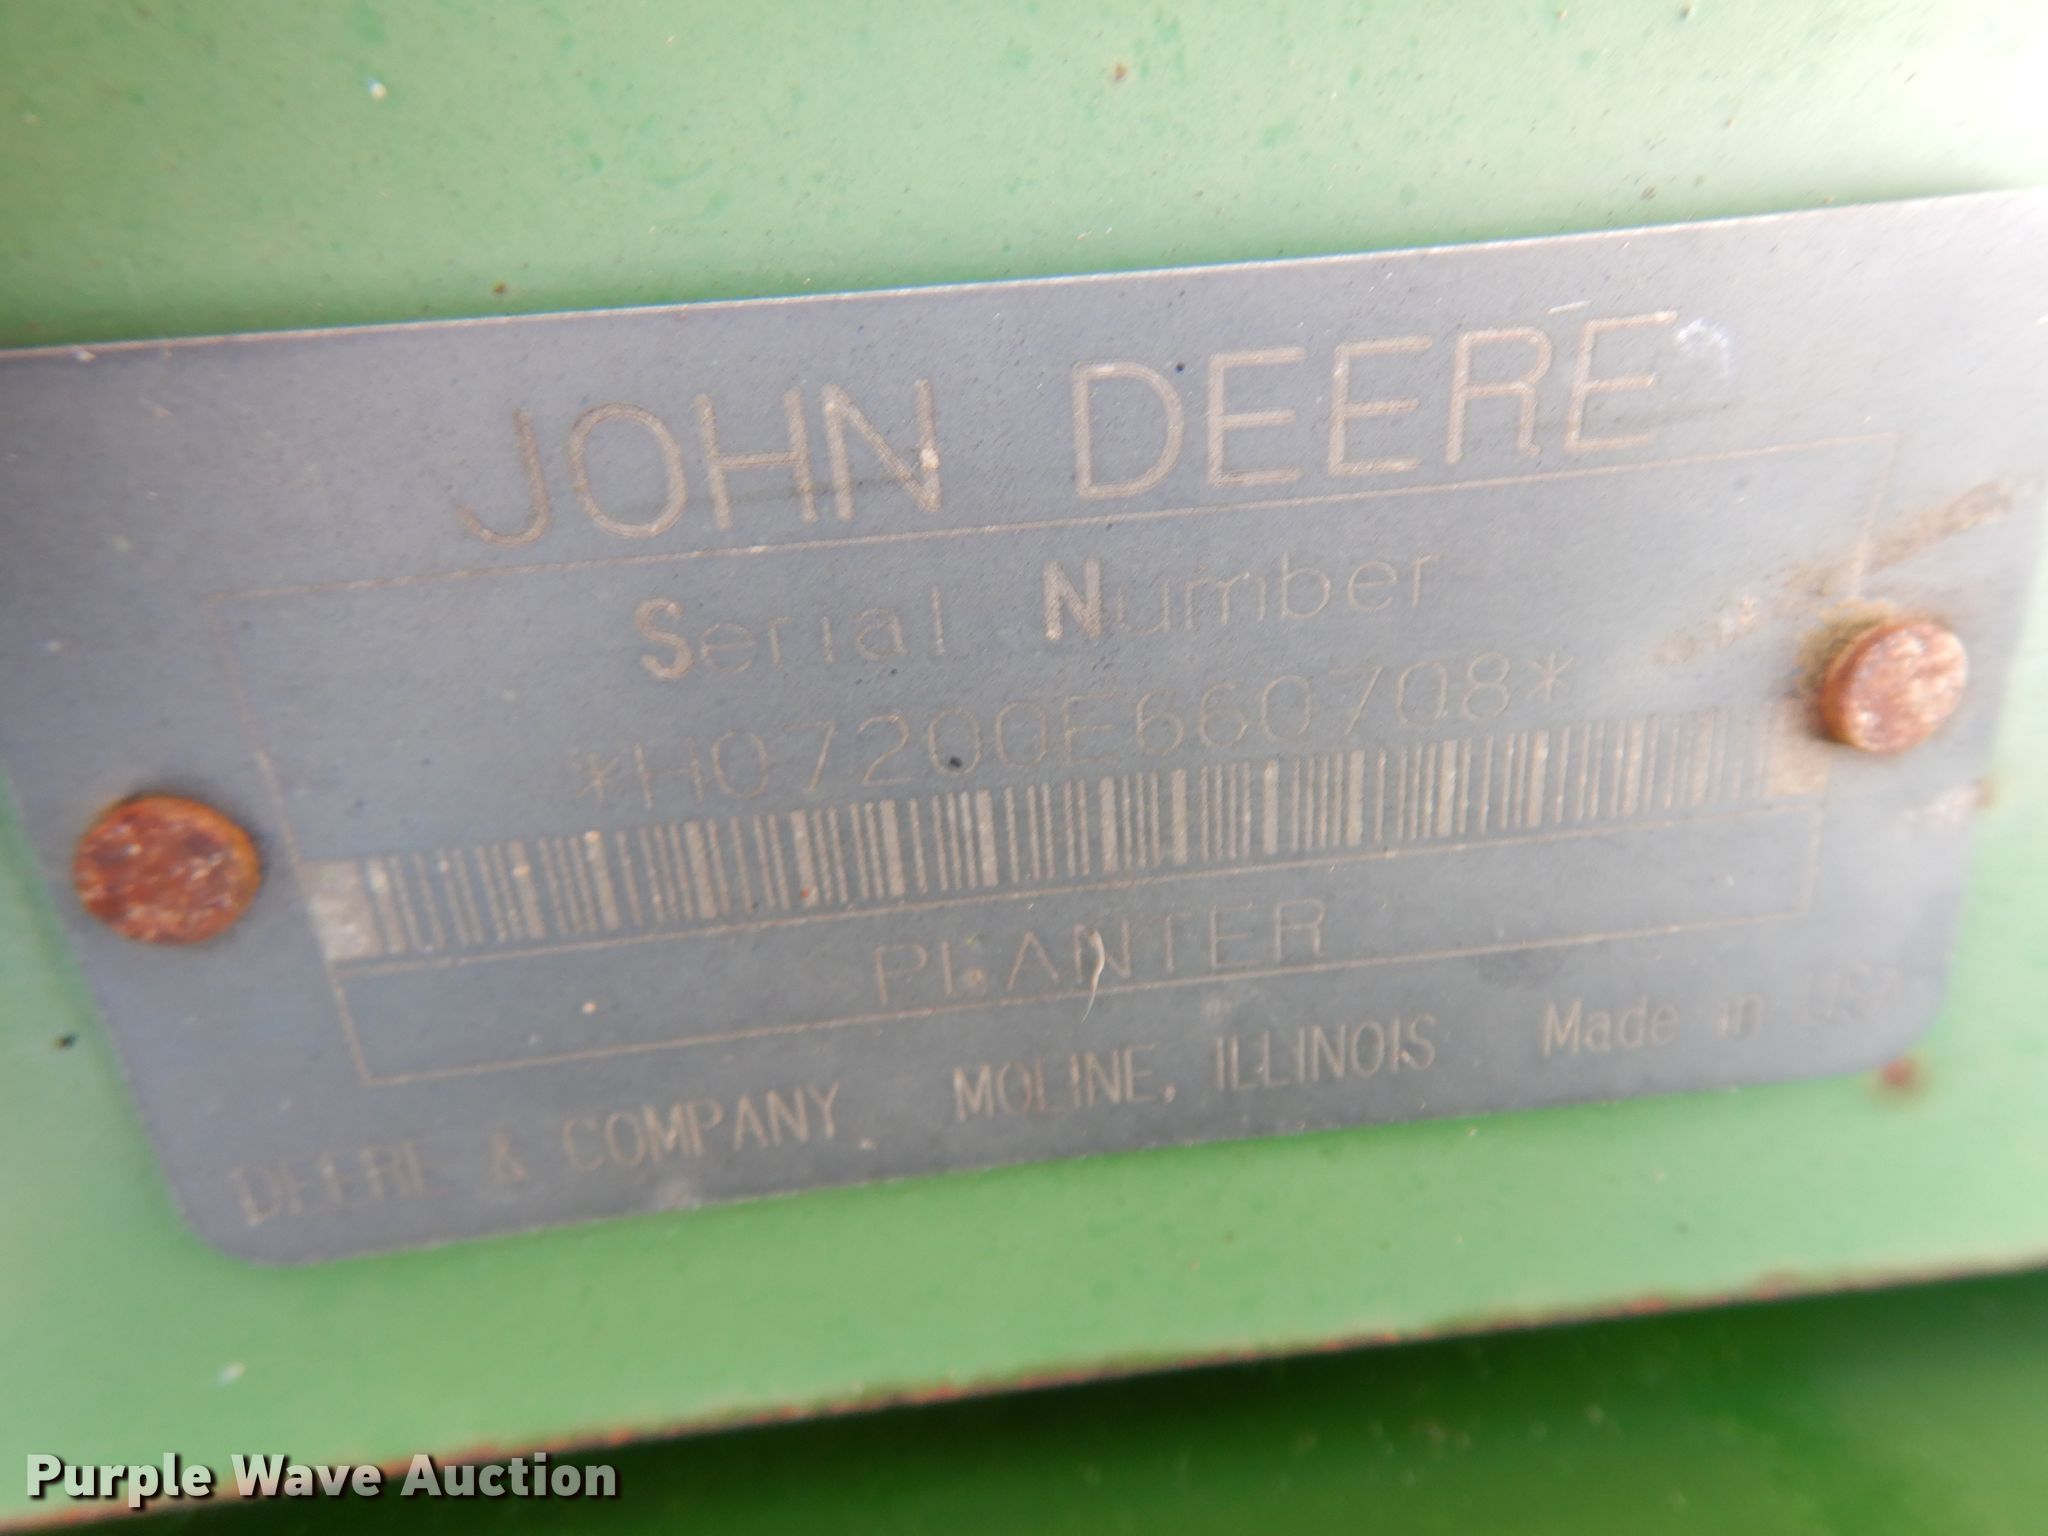 JOHN DEERE
Serial Number
*H07200E660708*
PLANTER
DEERE & COMPANY MOLINE, ILLINOIS Made in USA
Purple Wave Auction